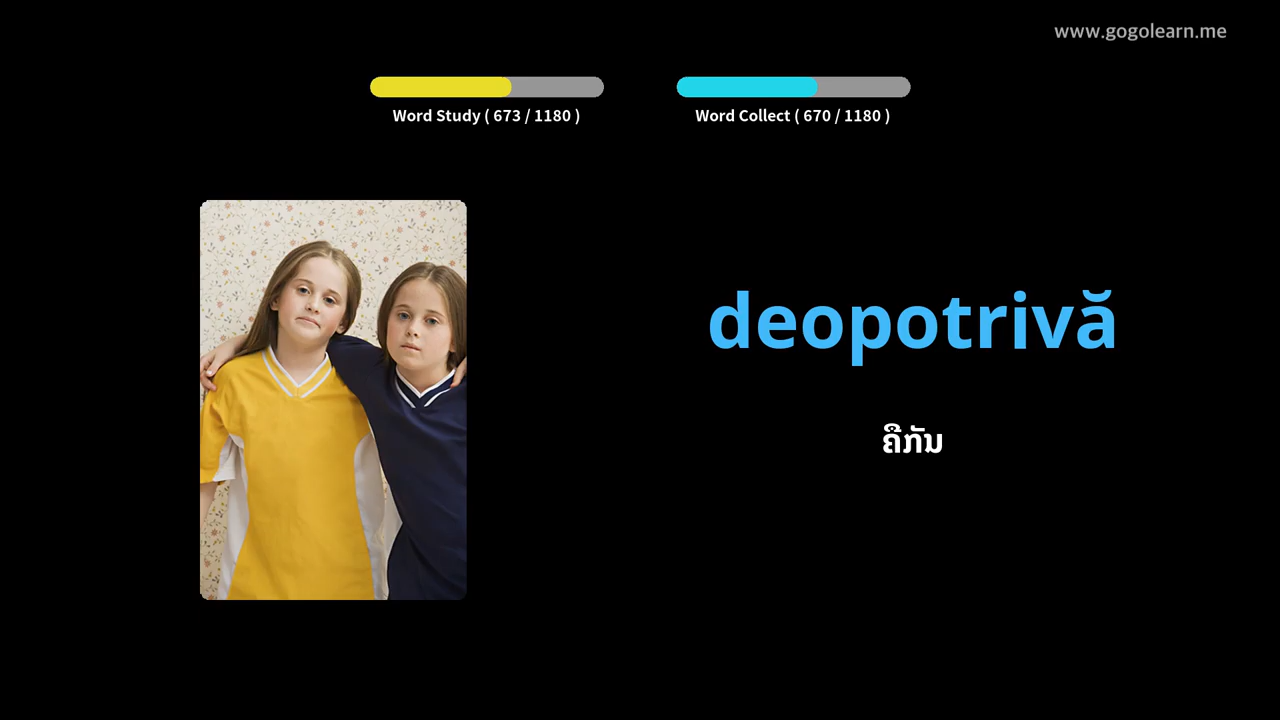 www.gogolearn.me
Word Study ( 673 / 1180 )
Word Collect ( 670 / 1180 )
deopotrivă
ຄືກັນ